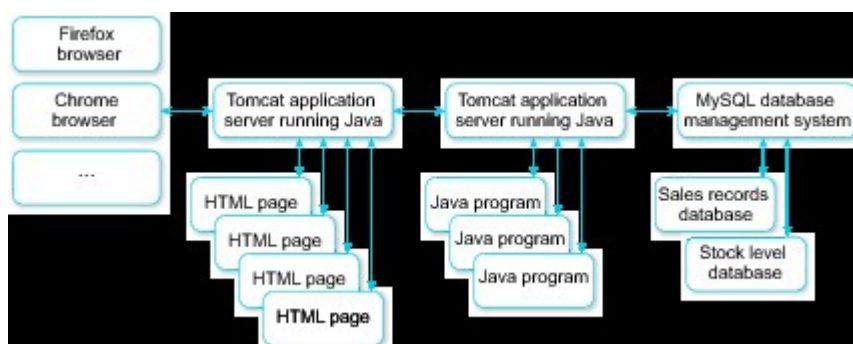 Firefox
browser
Chrome
browser
...
Tomcat application
server running Java
HTML page
HTML page
HTML page
HTML page
Tomcat application
server running Java
Java program
Java program
Java program
MySQL database
management system
Sales records
database
Stock level
database